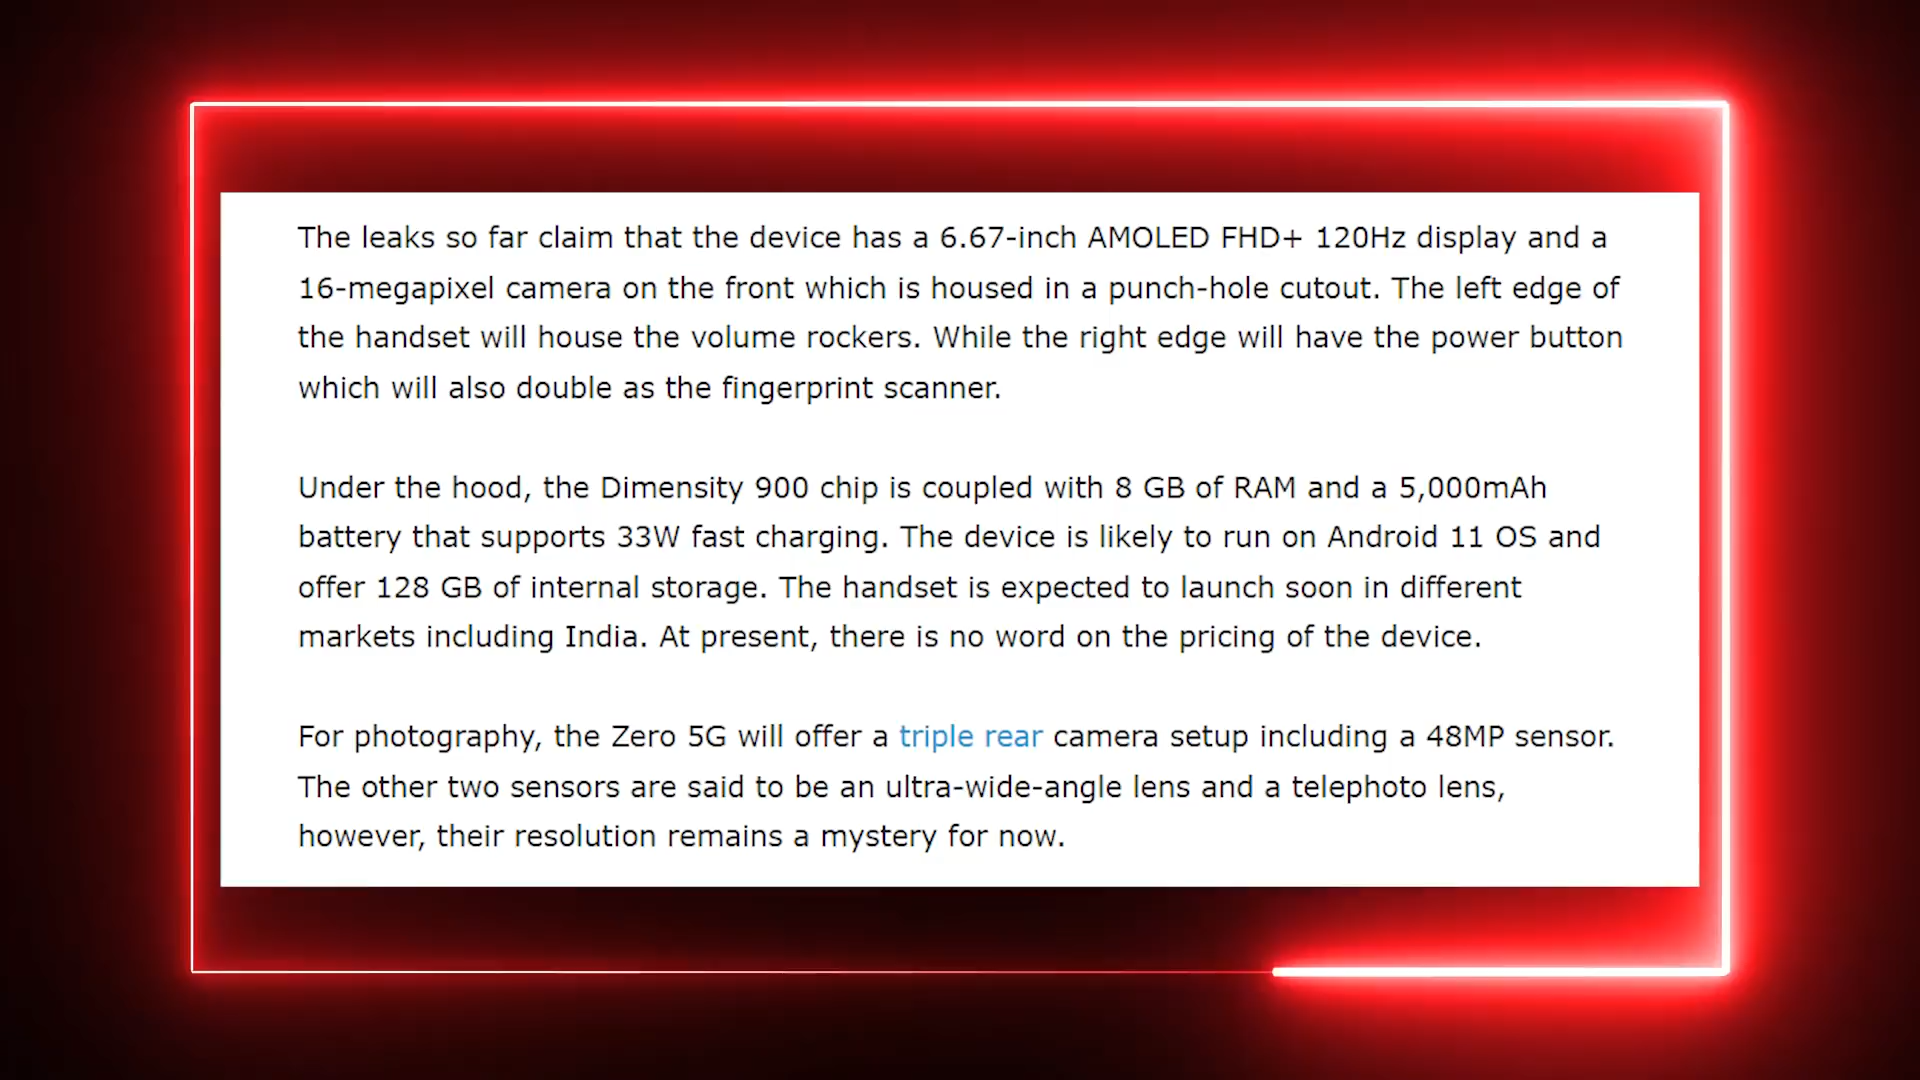 The leaks so far claim that the device has a 6.67-inch AMOLED FHD+ 120Hz display and a
16-megapixel camera on the front which is housed in a punch-hole cutout. The left edge of
the handset will house the volume rockers. While the right edge will have the power button
which will also double as the fingerprint scanner.
Under the hood, the Dimensity 900 chip is coupled with 8 GB of RAM and a 5,000mAh
battery that supports 33W fast charging. The device is likely to run on Android 11 OS and
offer 128 GB of internal storage. The handset is expected to launch soon in different
markets including India. At present, there is no word on the pricing of the device.
For photography, the Zero 5G will offer a triple rear camera setup including a 48MP sensor.
The other two sensors are said to be an ultra-wide-angle lens and a telephoto lens,
however, their resolution remains a mystery for now.